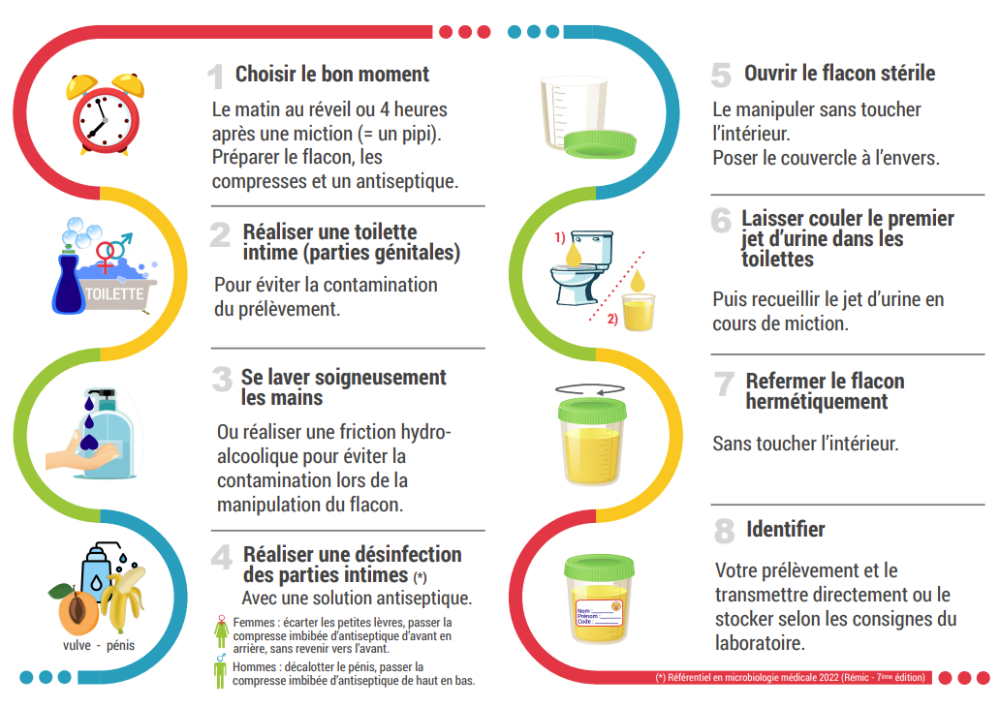 1 Choisir le bon moment
Le matin au réveil ou 4 heures
après une miction (= un pipi).
Préparer le flacon, les
compresses et un antiseptique.
2 Réaliser une toilette
intime (parties génitales)
Pour éviter la contamination
du prélèvement.
TOILETTE
3 Se laver soigneusement
les mains
Ou réaliser une friction hydro-
alcoolique pour éviter la
contamination lors de la
manipulation du flacon.
4 Réaliser une désinfection
des parties intimes (*)
Avec une solution antiseptique.
Femmes : écarter les petites lèvres, passer la
compresse imbibée d'antiseptique d'avant en
arrière, sans revenir vers l'avant.
Hommes : décalotter le pénis, passer la
compresse imbibée d'antiseptique de haut en bas.
vulve - pénis
5 Ouvrir le flacon stérile
Le manipuler sans toucher
l'intérieur.
Poser le couvercle à l'envers.
6 Laisser couler le premier
jet d'urine dans les
toilettes
Puis recueillir le jet d'urine en
cours de miction.
1)
2)
7 Refermer le flacon
hermétiquement
Sans toucher l'intérieur.
8 Identifier
Votre prélèvement et le
transmettre directement ou le
stocker selon les consignes du
laboratoire.
Nom :
Prénom :
Code :
(*) Référentiel en microbiologie médicale 2022 (Rémic - 7ème édition)